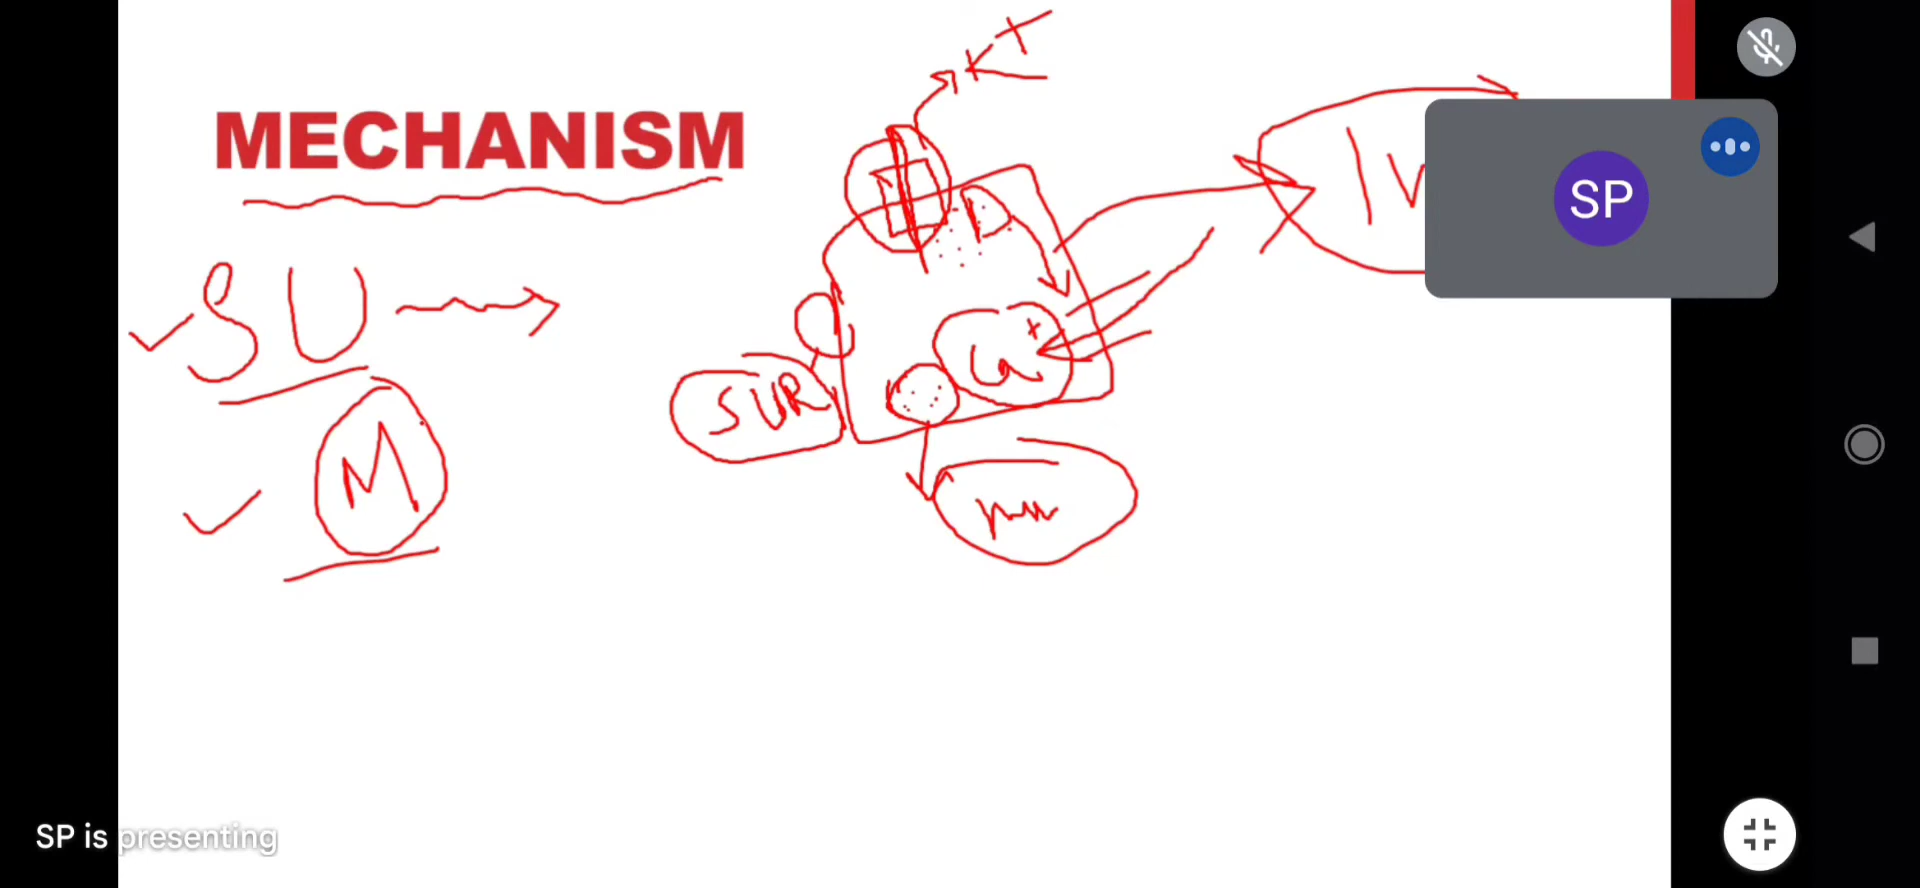 MECHANISM
K+
SU
SUR
M
SP
SP is presenting